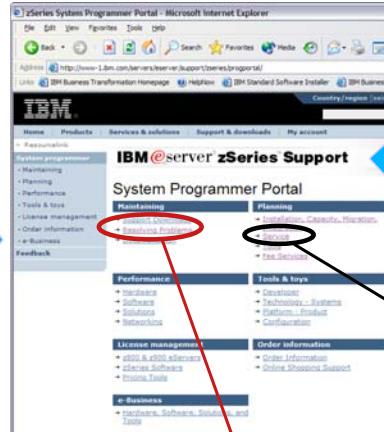 zSeries System Programmer Portal - Microsoft Internet Explorer
File Edit View Favorites Tools Help
Back Search Favorites Media
Address http://www-1.ibm.com/servers/eserver/support/zseries/progportal/
Links IBM Business Transformation Homepage HelpNow IBM Standard Software Installer IBM Business
Country/region
IBM
Home Products Services & solutions Support & downloads My account
Resourcelink
System programmer
Maintaining
Planning
Performance
Tools & toys
License management
Order information
e-Business
Feedback
IBM @server zSeries Support
System Programmer Portal
Maintaining
Support
Resolving Problems
Planning
Installation, Capacity, Migration,
Service
Fee Services
Performance
Hardware
Software
Solutions
Networking
Tools & toys
Developer
Technology - Systems
Platform - Product
Configuration
License management
z800 & z900 eServers
zSeries Software
Pricing Tools
Order information
Order Information
Online Shopping Support
e-Business
Hardware, Software, Solutions, and
Tools